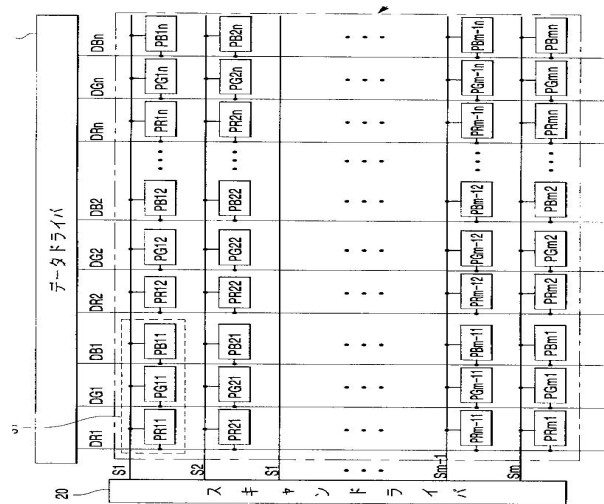 データドライバ
DR1 DG1 DB1 DR2 DG2 DB2 DRn DGn DBn
S1
PR11 PG11 PB11 PR12 PG12 PB12 ... PR1n PG1n PB1n
S2
PR21 PG21 PB21 PR22 PG22 PB22 ... PR2n PG2n PB2n
S1
Sm-1
PRm-11 PGm-11 PBm-11 PRm-12 PGm-12 PBm-12 ... PRm-1n PGm-1n PBm-1n
Sm
PRm1 PGm1 PBm1 PRm2 PGm2 PBm2 ... PRmn PGmn PBmn
20
スキャンドライバ